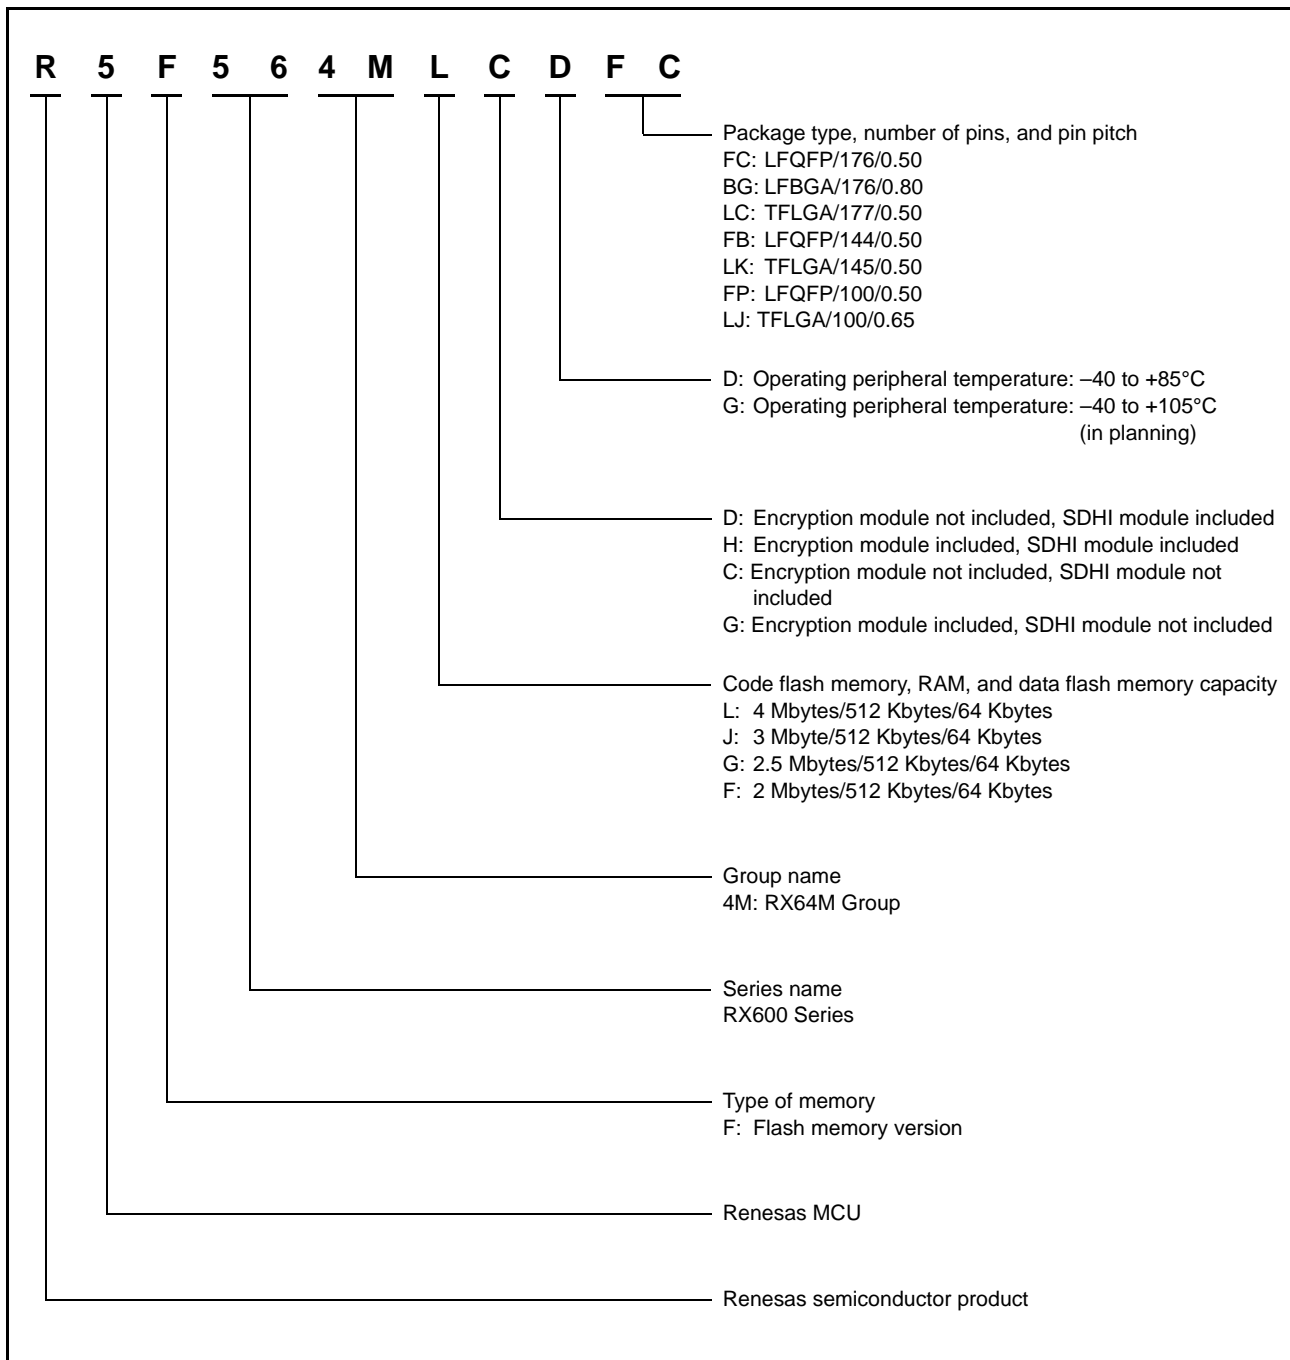 R 5 F 5 6 4 M L C D F C
Package type, number of pins, and pin pitch
FC: LFQFP/176/0.50
BG: LFBGA/176/0.80
LC: TFLGA/177/0.50
FB: LFQFP/144/0.50
LK: TFLGA/145/0.50
FP: LFQFP/100/0.50
LJ: TFLGA/100/0.65
D: Operating peripheral temperature: –40 to +85°C
G: Operating peripheral temperature: –40 to +105°C
(in planning)
D: Encryption module not included, SDHI module included
H: Encryption module included, SDHI module included
C: Encryption module not included, SDHI module not
included
G: Encryption module included, SDHI module not included
Code flash memory, RAM, and data flash memory capacity
L: 4 Mbytes/512 Kbytes/64 Kbytes
J: 3 Mbyte/512 Kbytes/64 Kbytes
G: 2.5 Mbytes/512 Kbytes/64 Kbytes
F: 2 Mbytes/512 Kbytes/64 Kbytes
Group name
4M: RX64M Group
Series name
RX600 Series
Type of memory
F: Flash memory version
Renesas MCU
Renesas semiconductor product